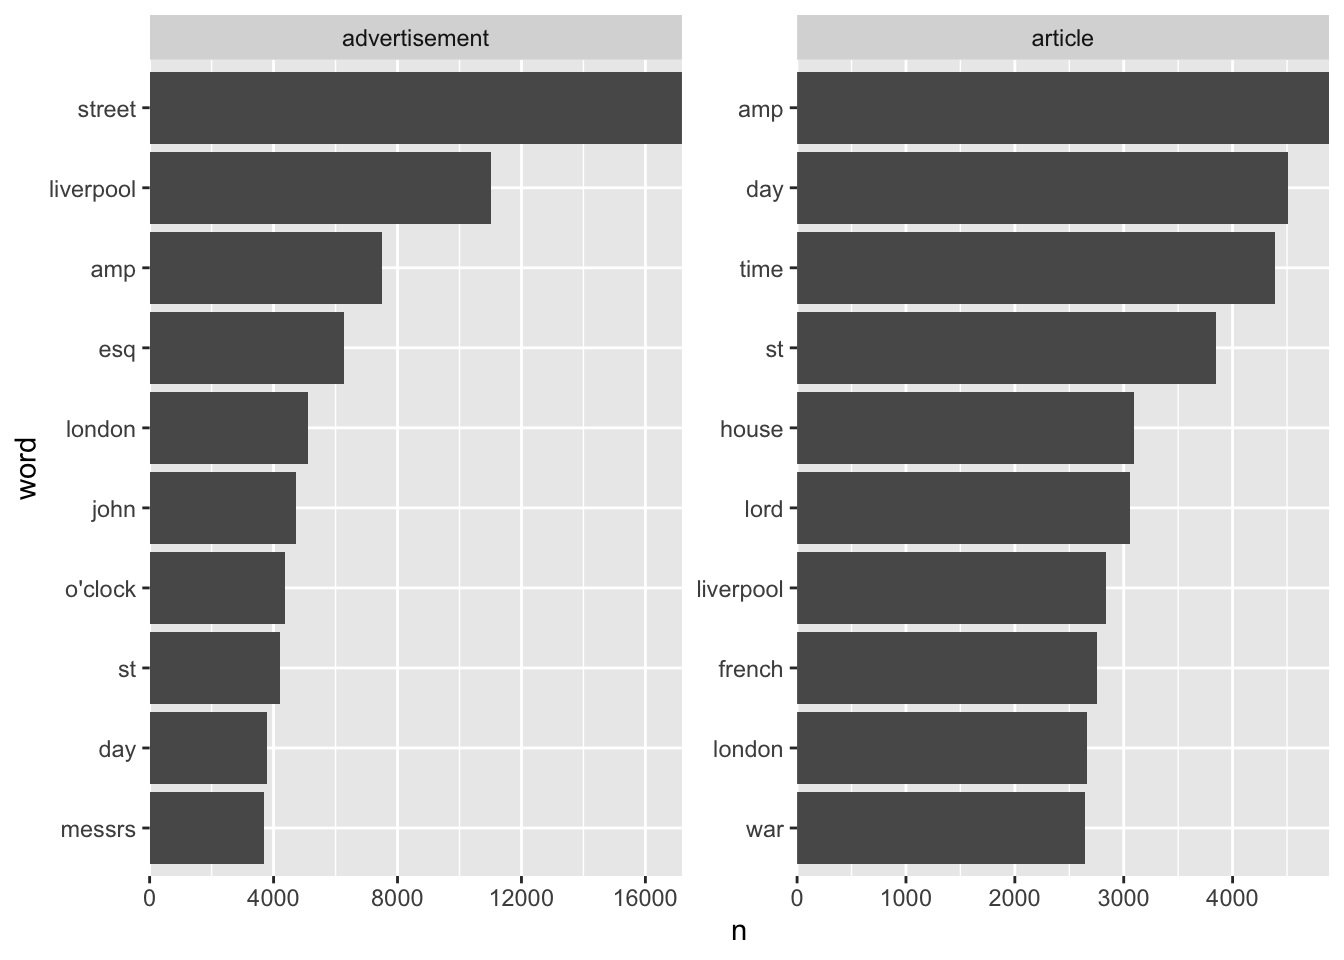 advertisement
article
word
street
liverpool
amp
esq
london
john
o'clock
st
day
messrs
0 4000 8000 12000 16000
amp
day
time
st
house
lord
liverpool
french
london
war
0 1000 2000 3000 4000
n